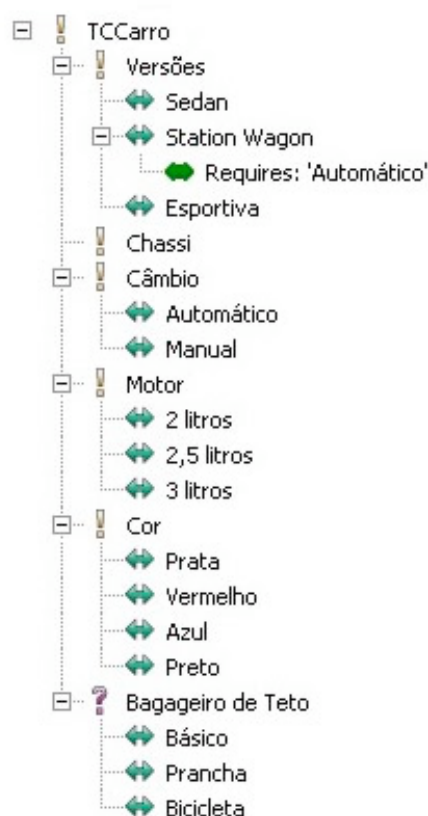 TCCarro
Versões
Sedan
Station Wagon
Requires: 'Automático'
Esportiva
Chassi
Câmbio
Automático
Manual
Motor
2 litros
2,5 litros
3 litros
Cor
Prata
Vermelho
Azul
Preto
Bagageiro de Teto
Básico
Prancha
Bicicleta